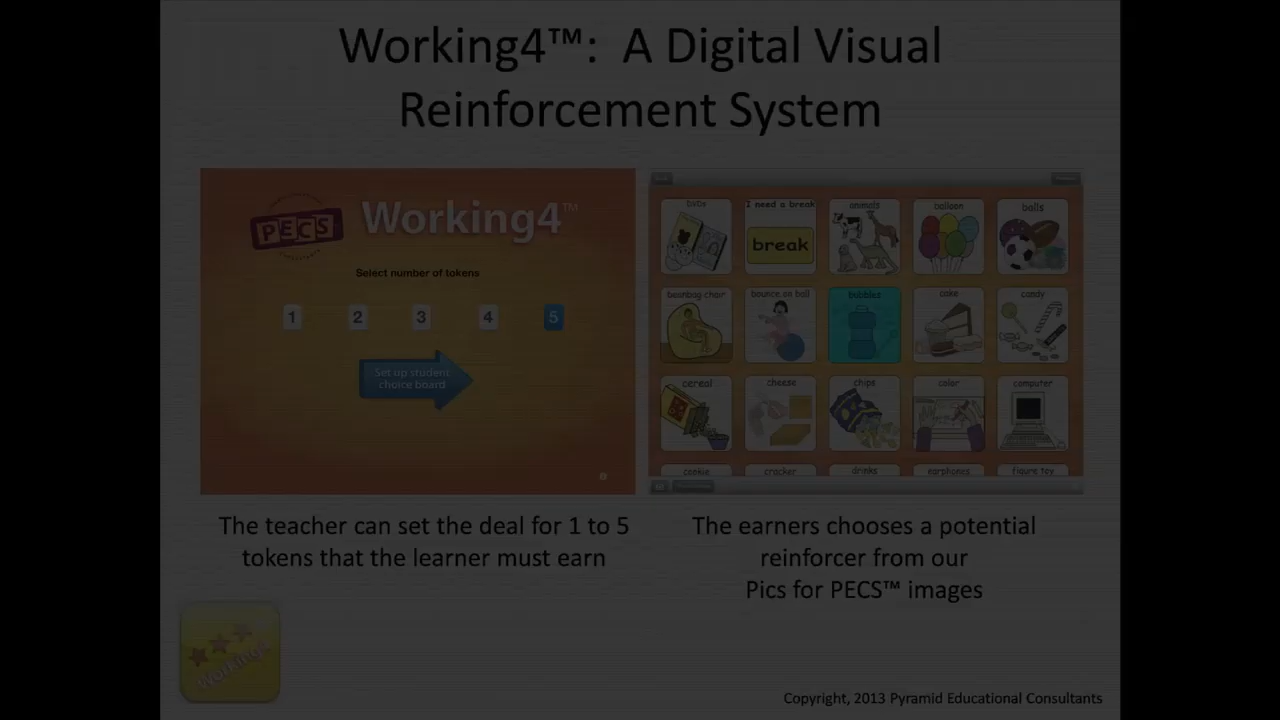 Working4™: A Digital Visual
Reinforcement System
PECS
Working4™
Select number of tokens
1 2 3 4 5
Set up student
choice board
DVDs
I need a break
animals
balloon
balls
break
beanbag chair
bounce on ball
bubbles
cake
candy
cereal
cheese
chips
color
computer
cookie
cracker
drinks
earphones
figure toy
The teacher can set the deal for 1 to 5
tokens that the learner must earn
The earners chooses a potential
reinforcer from our
Pics for PECS™ images
Working4
Copyright, 2013 Pyramid Educational Consultants